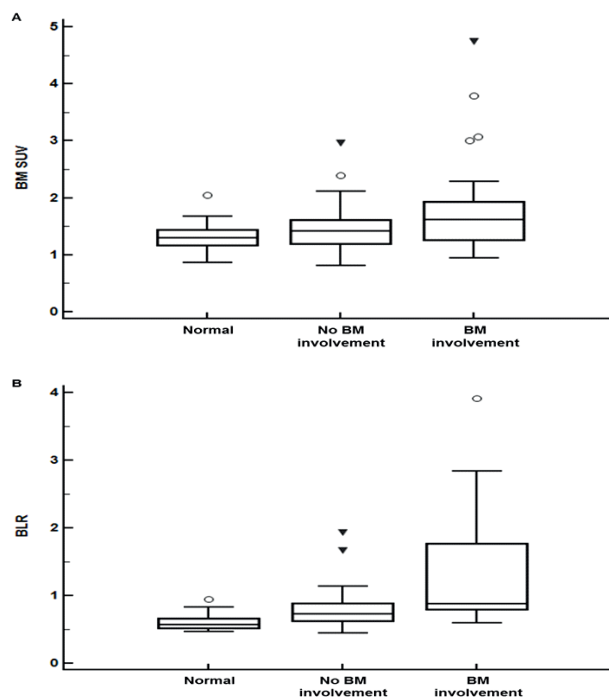 A
5
4
3
2
1
0
BM SUV
Normal
No BM
involvement
BM
involvement
B
4
3
2
1
0
BLR
Normal
No BM
involvement
BM
involvement